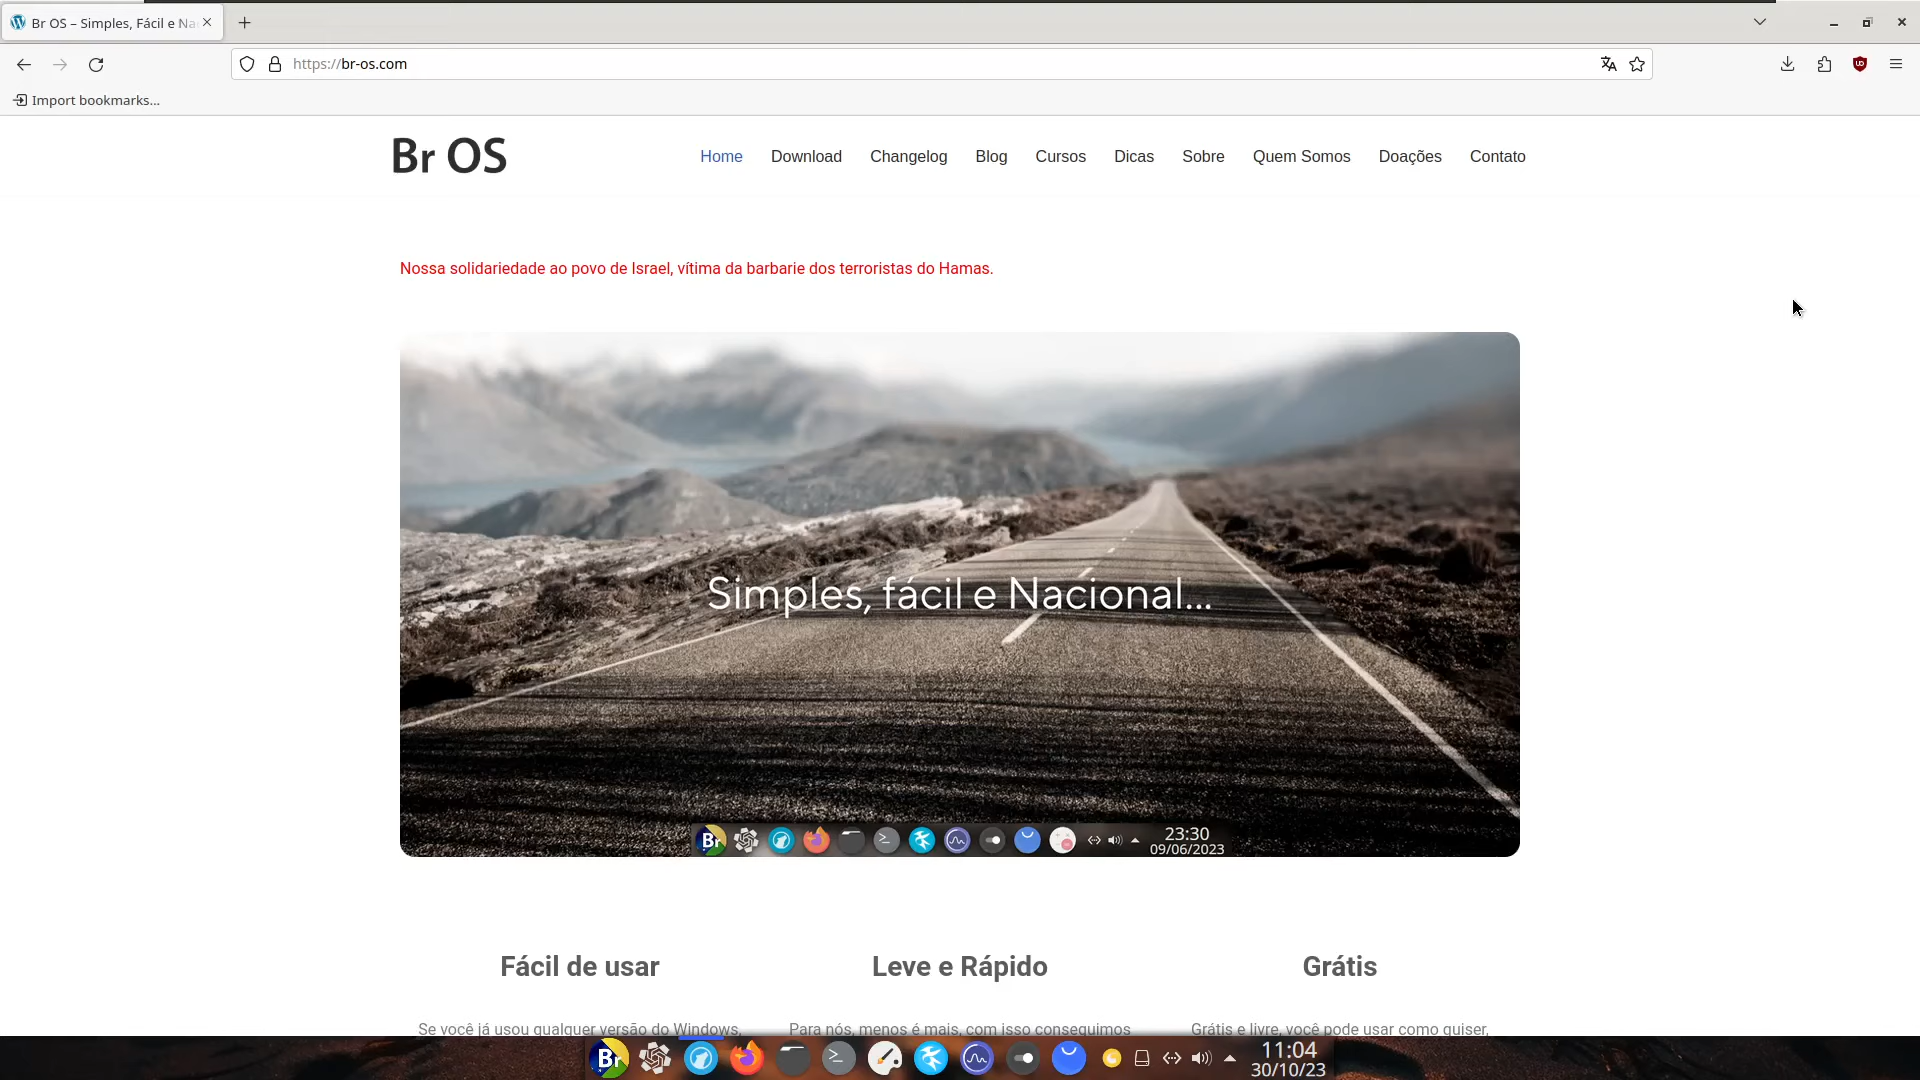 Br OS – Simples, Fácil e Na
https://br-os.com
Import bookmarks...
Br OS
Home
Download
Changelog
Blog
Cursos
Dicas
Sobre
Quem Somos
Doações
Contato
Nossa solidariedade ao povo de Israel, vítima da barbarie dos terroristas do Hamas.
Simples, fácil e Nacional...
Br
23:30
09/06/2023
Fácil de usar
Leve e Rápido
Grátis
Se você já usou qualquer versão do Windows,
Para nós, menos é mais, com isso conseguimos
Grátis e livre, você pode usar como quiser,
Br
11:04
30/10/23